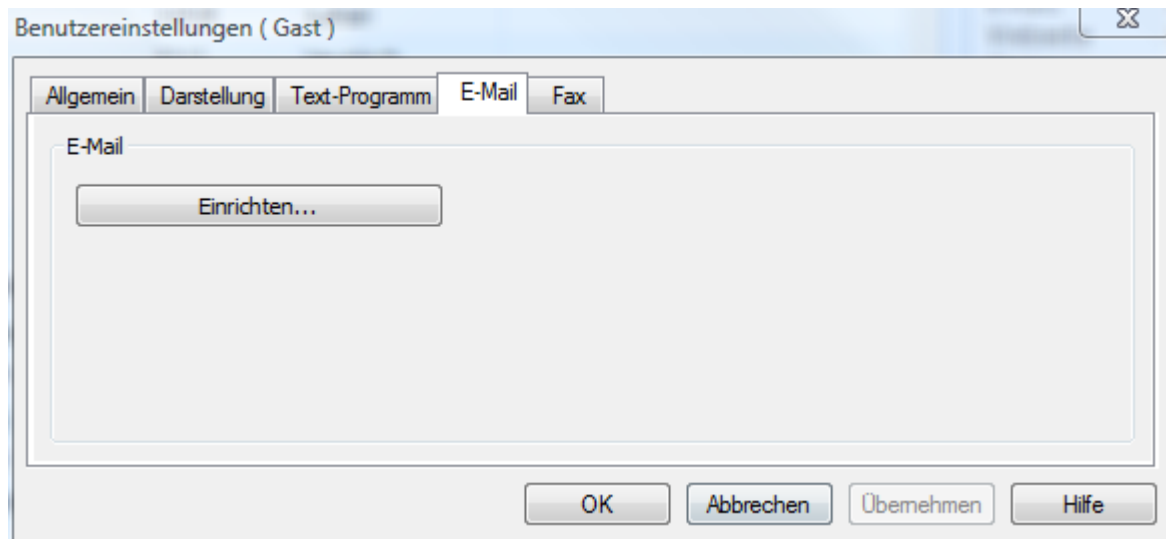 Benutzereinstellungen ( Gast )
Allgemein Darstellung Text-Programm E-Mail Fax
E-Mail
Einrichten...
OK Abbrechen Übernehmen Hilfe